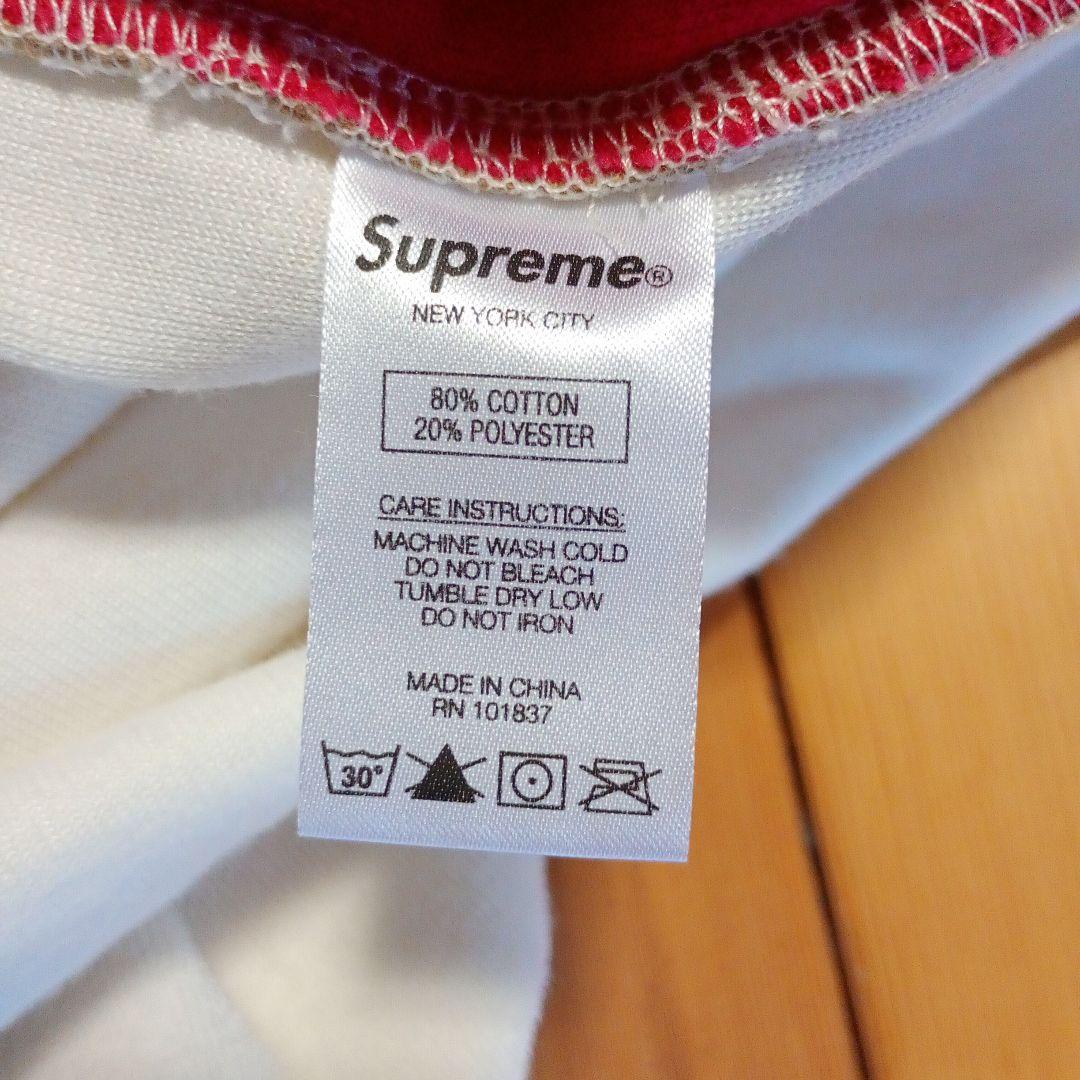 Supreme®
NEW YORK CITY
80% COTTON
20% POLYESTER
CARE INSTRUCTIONS:
MACHINE WASH COLD
DO NOT BLEACH
TUMBLE DRY LOW
DO NOT IRON
MADE IN CHINA
RN 101837
30°